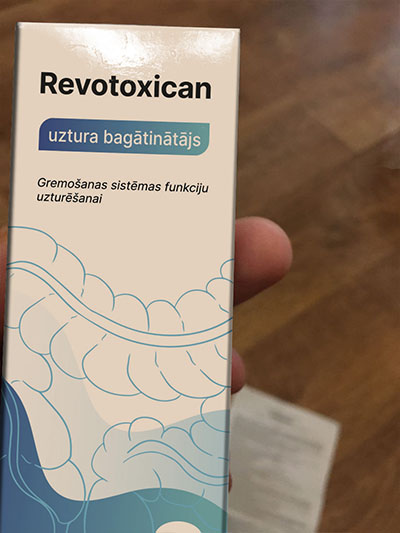 Revotoxican
uztura bagātinātājs
Gremošanas sistēmas funkciju
uzturēšanai